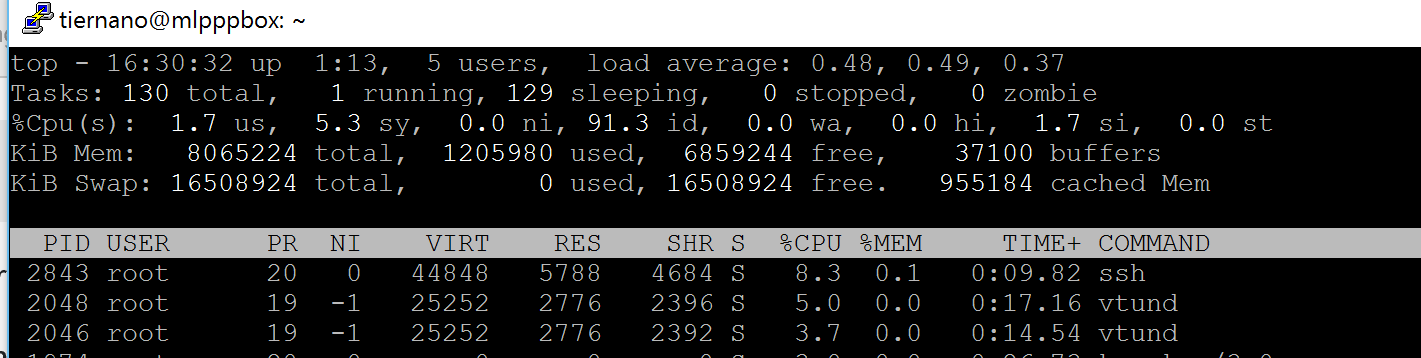 tiernano@mlpppbox: ~
top - 16:30:32 up  1:13,  5 users,  load average: 0.48, 0.49, 0.37
Tasks: 130 total,   1 running, 129 sleeping,   0 stopped,   0 zombie
%Cpu(s):  1.7 us,  5.3 sy,  0.0 ni, 91.3 id,  0.0 wa,  0.0 hi,  1.7 si,  0.0 st
KiB Mem:   8065224 total,  1205980 used,  6859244 free,    37100 buffers
KiB Swap: 16508924 total,        0 used, 16508924 free.   955184 cached Mem
  PID USER      PR  NI    VIRT    RES    SHR S  %CPU %MEM     TIME+ COMMAND
 2843 root      20   0   44848   5788   4684 S   8.3  0.1   0:09.82 ssh
 2048 root      19  -1   25252   2776   2396 S   5.0  0.0   0:17.16 vtund
 2046 root      19  -1   25252   2776   2392 S   3.7  0.0   0:14.54 vtund